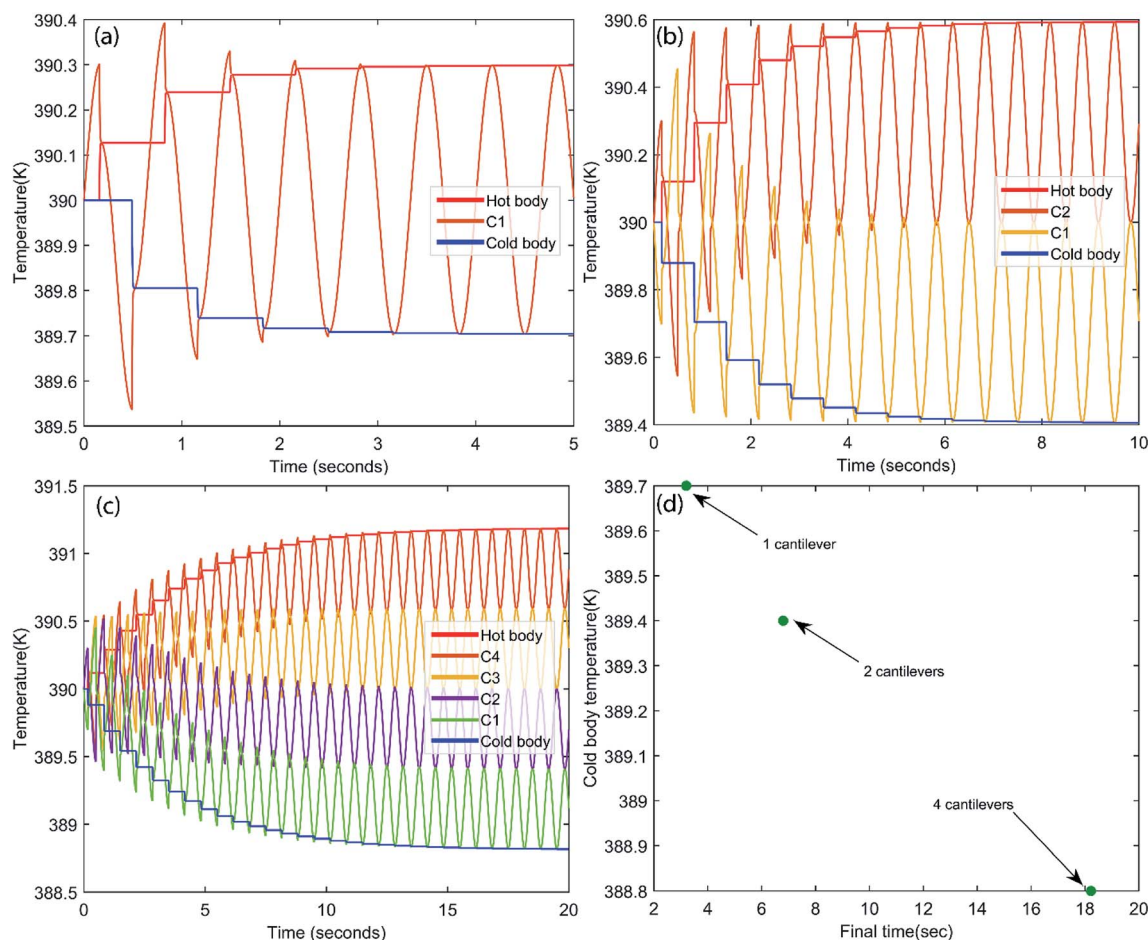 (a)
Temperature(K)
390.4
390.3
390.2
390.1
390
389.9
389.8
389.7
389.6
389.5
Hot body
C1
Cold body
0 1 2 3 4 5
Time (seconds)
(b)
Temperature(K)
390.6
390.4
390.2
390
389.8
389.6
389.4
Hot body
C2
C1
Cold body
0 2 4 6 8 10
Time (seconds)
(c)
Temperature(K)
391.5
391
390.5
390
389.5
389
388.5
Hot body
C4
C3
C2
C1
Cold body
0 5 10 15 20
Time (seconds)
(d)
Cold body temperature(K)
389.7
389.6
389.5
389.4
389.3
389.2
389.1
389
388.9
388.8
1 cantilever
2 cantilevers
4 cantilevers
2 4 6 8 10 12 14 16 18 20
Final time(sec)